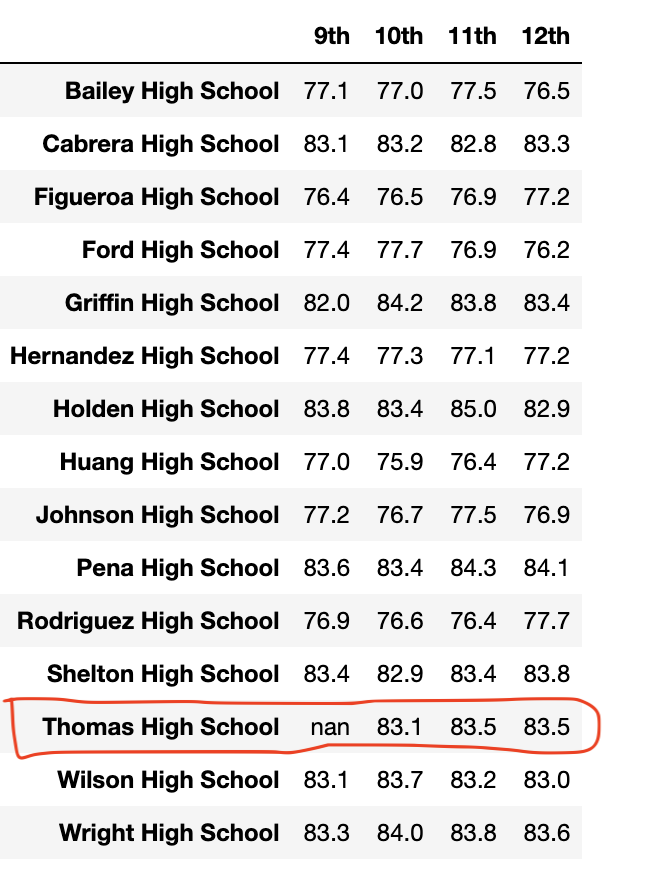 9th 10th 11th 12th
Bailey High School 77.1 77.0 77.5 76.5
Cabrera High School 83.1 83.2 82.8 83.3
Figueroa High School 76.4 76.5 76.9 77.2
Ford High School 77.4 77.7 76.9 76.2
Griffin High School 82.0 84.2 83.8 83.4
Hernandez High School 77.4 77.3 77.1 77.2
Holden High School 83.8 83.4 85.0 82.9
Huang High School 77.0 75.9 76.4 77.2
Johnson High School 77.2 76.7 77.5 76.9
Pena High School 83.6 83.4 84.3 84.1
Rodriguez High School 76.9 76.6 76.4 77.7
Shelton High School 83.4 82.9 83.4 83.8
Thomas High School nan 83.1 83.5 83.5
Wilson High School 83.1 83.7 83.2 83.0
Wright High School 83.3 84.0 83.8 83.6